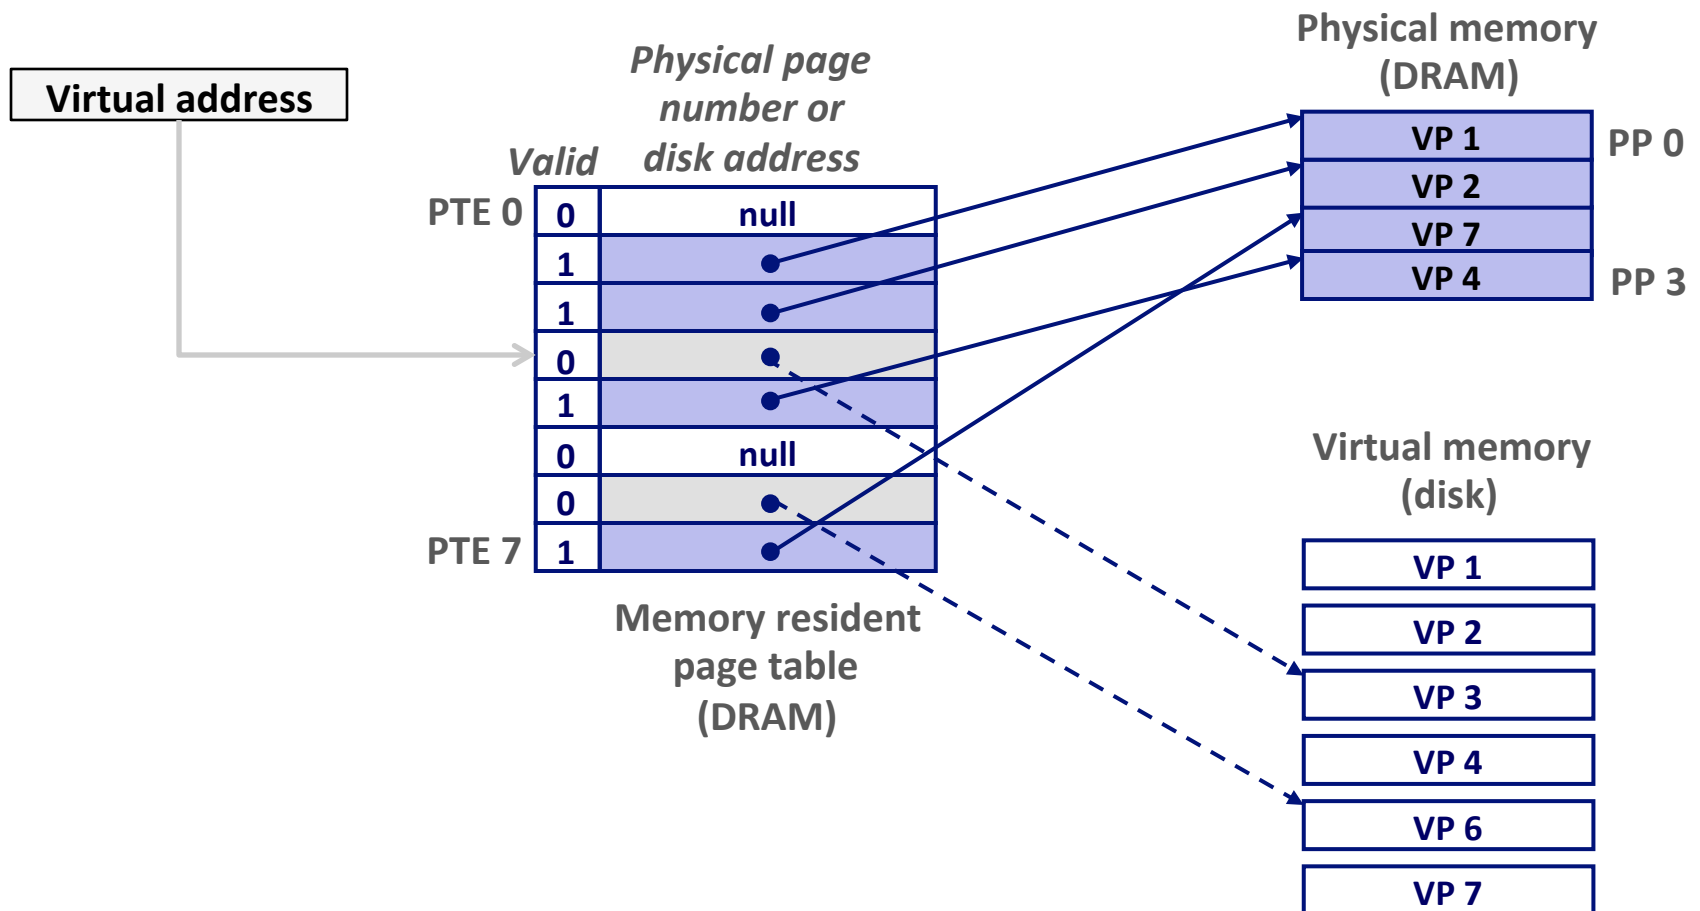 Virtual address
Physical page
number or
disk address
Valid
PTE 0
0
null
1
1
0
1
0
null
0
PTE 7
1
Memory resident
page table
(DRAM)
Physical memory
(DRAM)
VP 1
PP 0
VP 2
VP 7
VP 4
PP 3
Virtual memory
(disk)
VP 1
VP 2
VP 3
VP 4
VP 6
VP 7